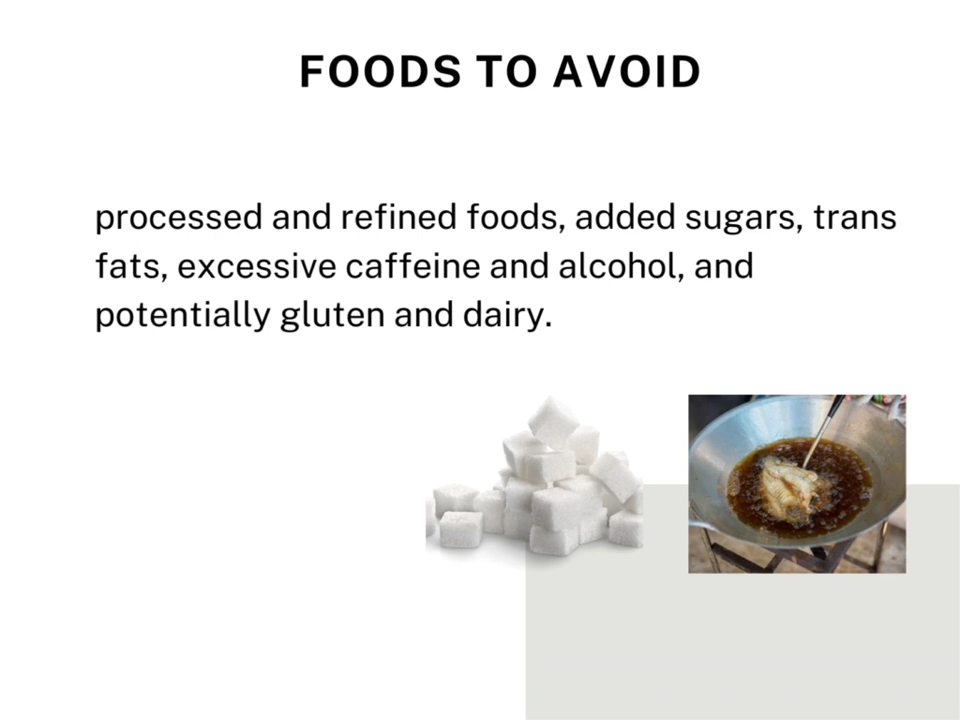 FOODS TO AVOID
processed and refined foods, added sugars, trans
fats, excessive caffeine and alcohol, and
potentially gluten and dairy.